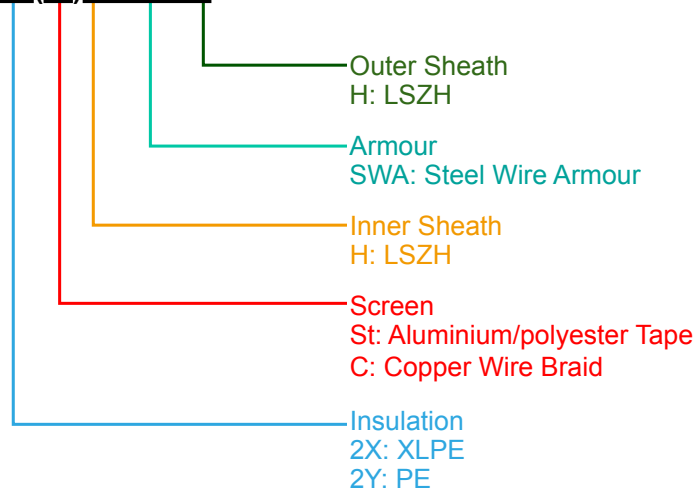 Outer Sheath
H: LSZH
Armour
SWA: Steel Wire Armour
Inner Sheath
H: LSZH
Screen
St: Aluminium/polyester Tape
C: Copper Wire Braid
Insulation
2X: XLPE
2Y: PE